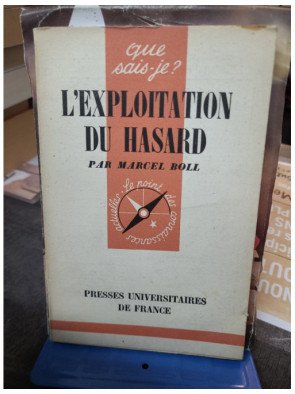 que
sais-je?
L'EXPLOITATION
DU HASARD
PAR MARCEL BOLL
Le point des connaissances actuelles
PRESSES UNIVERSITAIRES
DE FRANCE